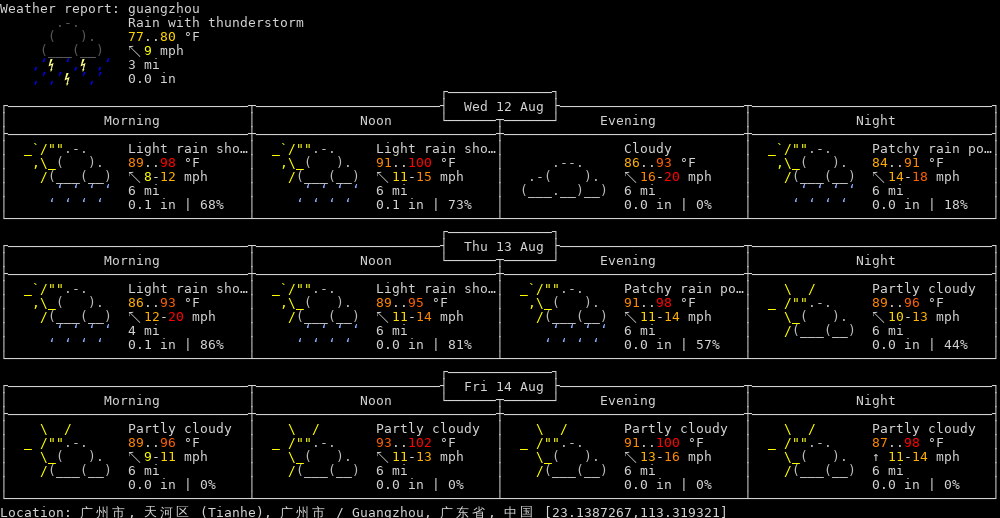 Weather report: guangzhou
Rain with thunderstorm
77..80 °F
↖ 9 mph
3 mi
0.0 in
Wed 12 Aug
Morning Noon Evening Night
Light rain sho… Light rain sho… Cloudy Patchy rain po…
89..98 °F 91..100 °F 86..93 °F 84..91 °F
↖ 8-12 mph ↖ 11-15 mph ↖ 16-20 mph ↖ 14-18 mph
6 mi 6 mi 6 mi 6 mi
0.1 in | 68% 0.1 in | 73% 0.0 in | 0% 0.0 in | 18%
Thu 13 Aug
Morning Noon Evening Night
Light rain sho… Light rain sho… Patchy rain po… Partly cloudy
86..93 °F 89..95 °F 91..98 °F 89..96 °F
↖ 12-20 mph ↖ 11-14 mph ↖ 11-14 mph ↖ 10-13 mph
4 mi 6 mi 6 mi 6 mi
0.1 in | 86% 0.0 in | 81% 0.0 in | 57% 0.0 in | 44%
Fri 14 Aug
Morning Noon Evening Night
Partly cloudy Partly cloudy Partly cloudy Partly cloudy
89..96 °F 93..102 °F 91..100 °F 87..98 °F
↖ 9-11 mph ↖ 11-13 mph ↖ 13-16 mph ↑ 11-14 mph
6 mi 6 mi 6 mi 6 mi
0.0 in | 0% 0.0 in | 0% 0.0 in | 0% 0.0 in | 0%
Location: 广州市, 天河区 (Tianhe), 广州市 / Guangzhou, 广东省, 中国 [23.1387267,113.319321]